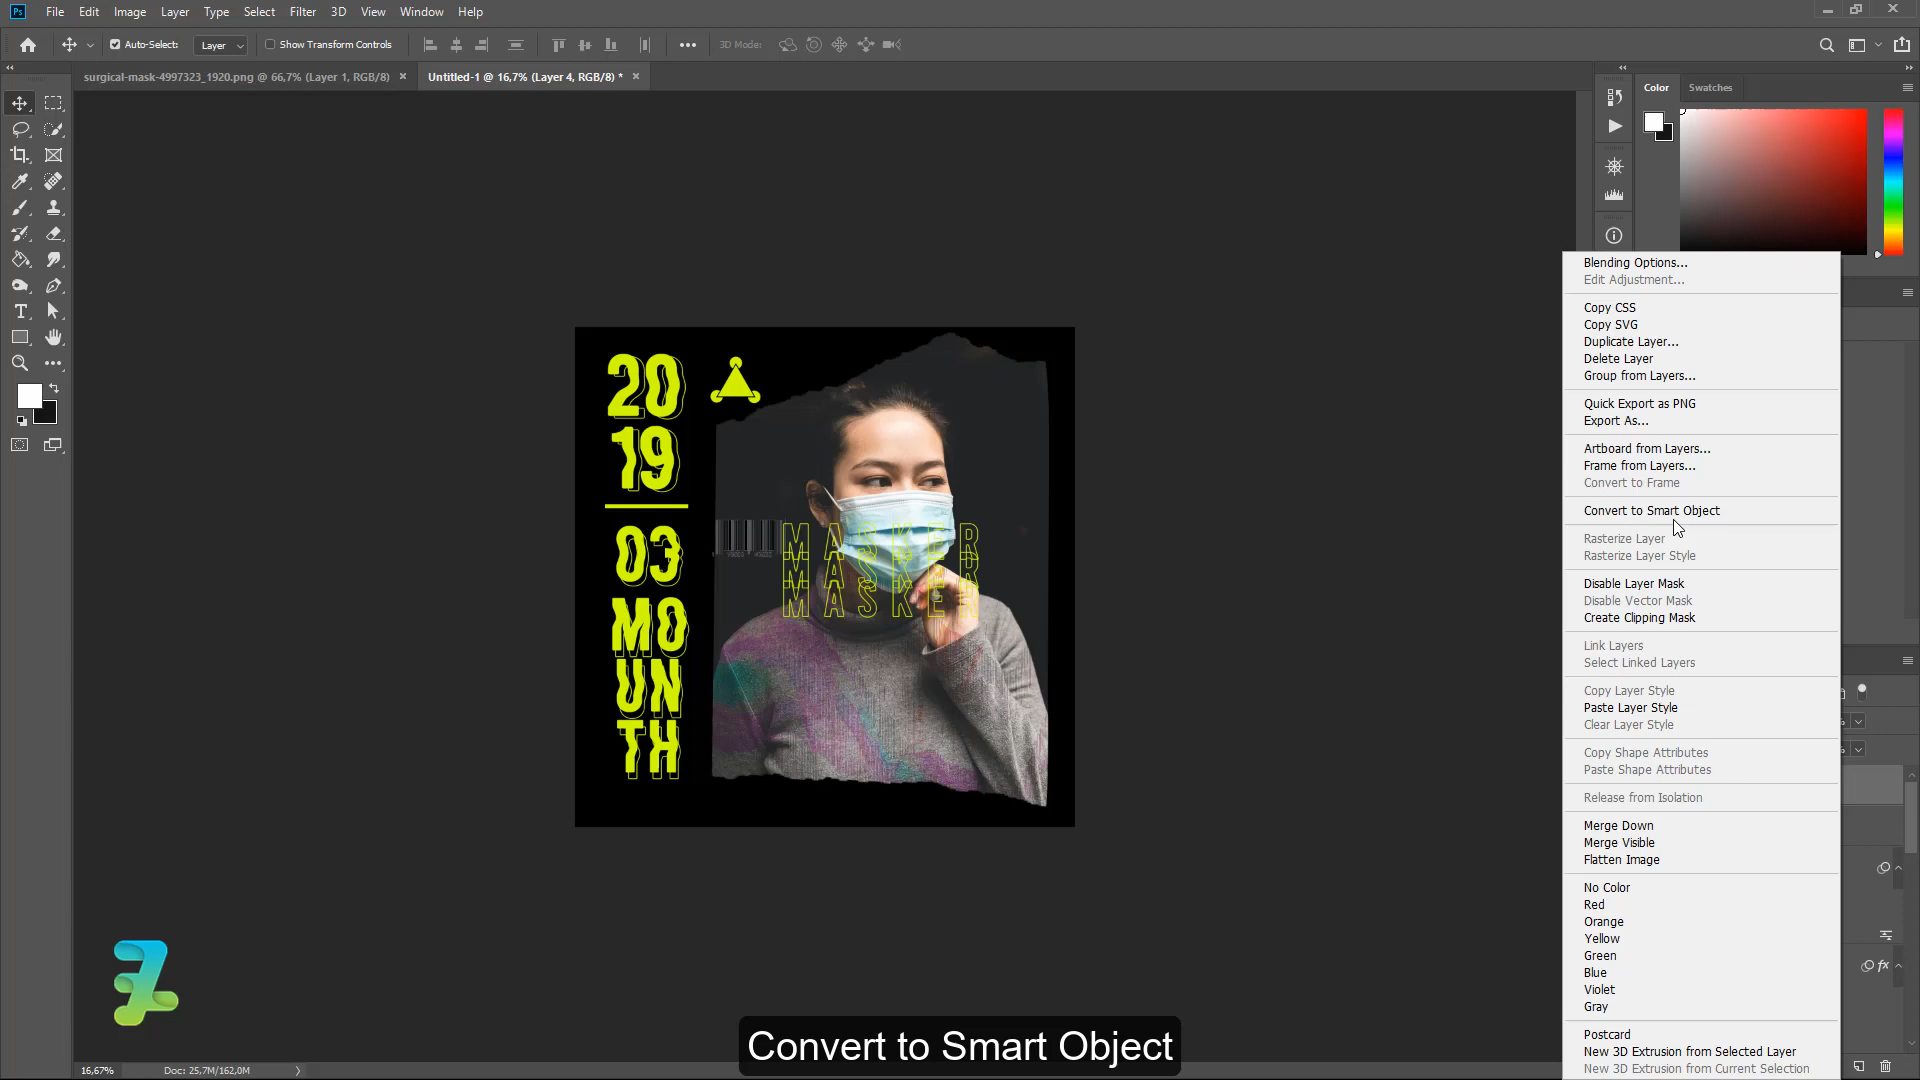 Ps File Edit Image Layer Type Select Filter 3D View Window Help
Auto-Select: Layer Show Transform Controls 3D Mode:
surgical-mask-4997323_1920.png @ 66,7% (Layer 1, RGB/8) × Untitled-1 @ 16,7% (Layer 4, RGB/8) * ×
Color Swatches
Blending Options...
Edit Adjustment...
Copy CSS
Copy SVG
Duplicate Layer...
Delete Layer
Group from Layers...
Quick Export as PNG
Export As...
Artboard from Layers...
Frame from Layers...
Convert to Frame
Convert to Smart Object
Rasterize Layer
Rasterize Layer Style
Disable Layer Mask
Disable Vector Mask
Create Clipping Mask
Link Layers
Select Linked Layers
Copy Layer Style
Paste Layer Style
Clear Layer Style
Copy Shape Attributes
Paste Shape Attributes
Release from Isolation
Merge Down
Merge Visible
Flatten Image
No Color
Red
Orange
Yellow
Green
Blue
Violet
Gray
Postcard
New 3D Extrusion from Selected Layer
New 3D Extrusion from Current Selection
20
19
03
MO
UN
TH
MASKER
MASKER
MASKER
fx
Convert to Smart Object
16,67% Doc: 25,7M/162,0M